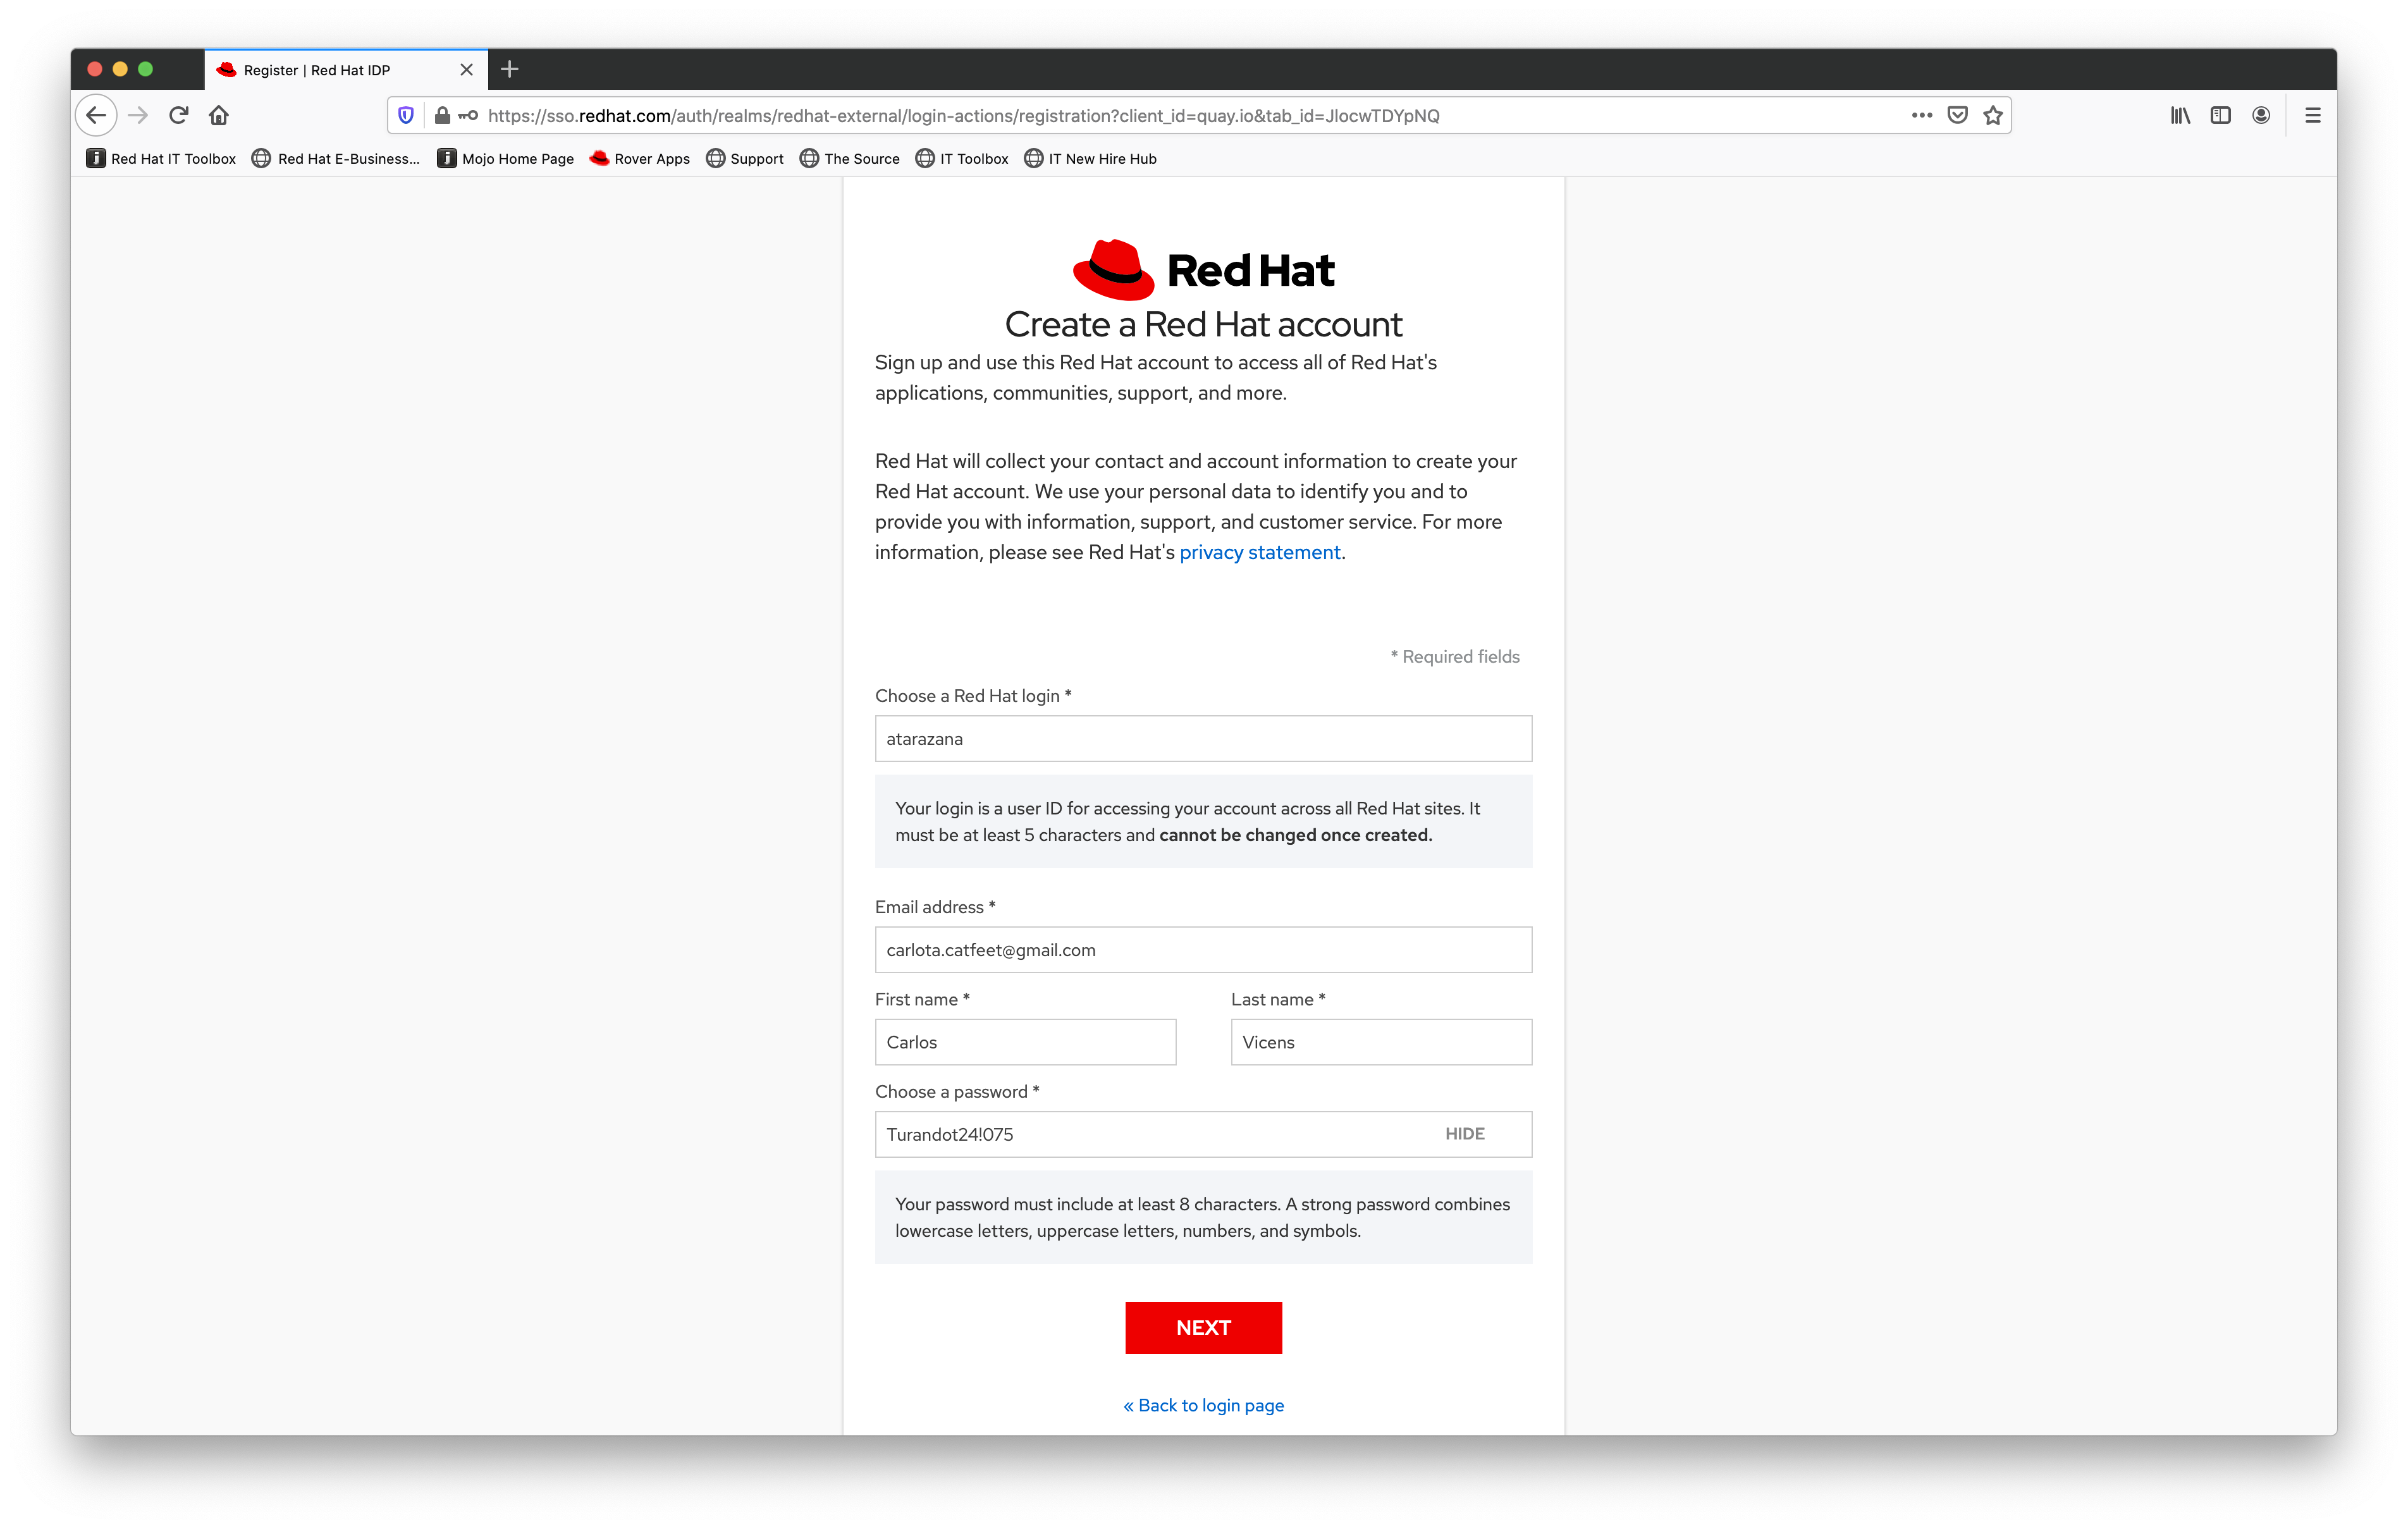 Register | Red Hat IDP
https://sso.redhat.com/auth/realms/redhat-external/login-actions/registration?client_id=quay.io&tab_id=JlocwTDYpNQ
Red Hat IT Toolbox Red Hat E-Business... Mojo Home Page Rover Apps Support The Source IT Toolbox IT New Hire Hub
Red Hat
Create a Red Hat account
Sign up and use this Red Hat account to access all of Red Hat's
applications, communities, support, and more.
Red Hat will collect your contact and account information to create your
Red Hat account. We use your personal data to identify you and to
provide you with information, support, and customer service. For more
information, please see Red Hat's privacy statement.
* Required fields
Choose a Red Hat login *
atarazana
Your login is a user ID for accessing your account across all Red Hat sites. It
must be at least 5 characters and cannot be changed once created.
Email address *
carlota.catfeet@gmail.com
First name * Last name *
Carlos Vicens
Choose a password *
Turandot24!075 HIDE
Your password must include at least 8 characters. A strong password combines
lowercase letters, uppercase letters, numbers, and symbols.
NEXT
« Back to login page